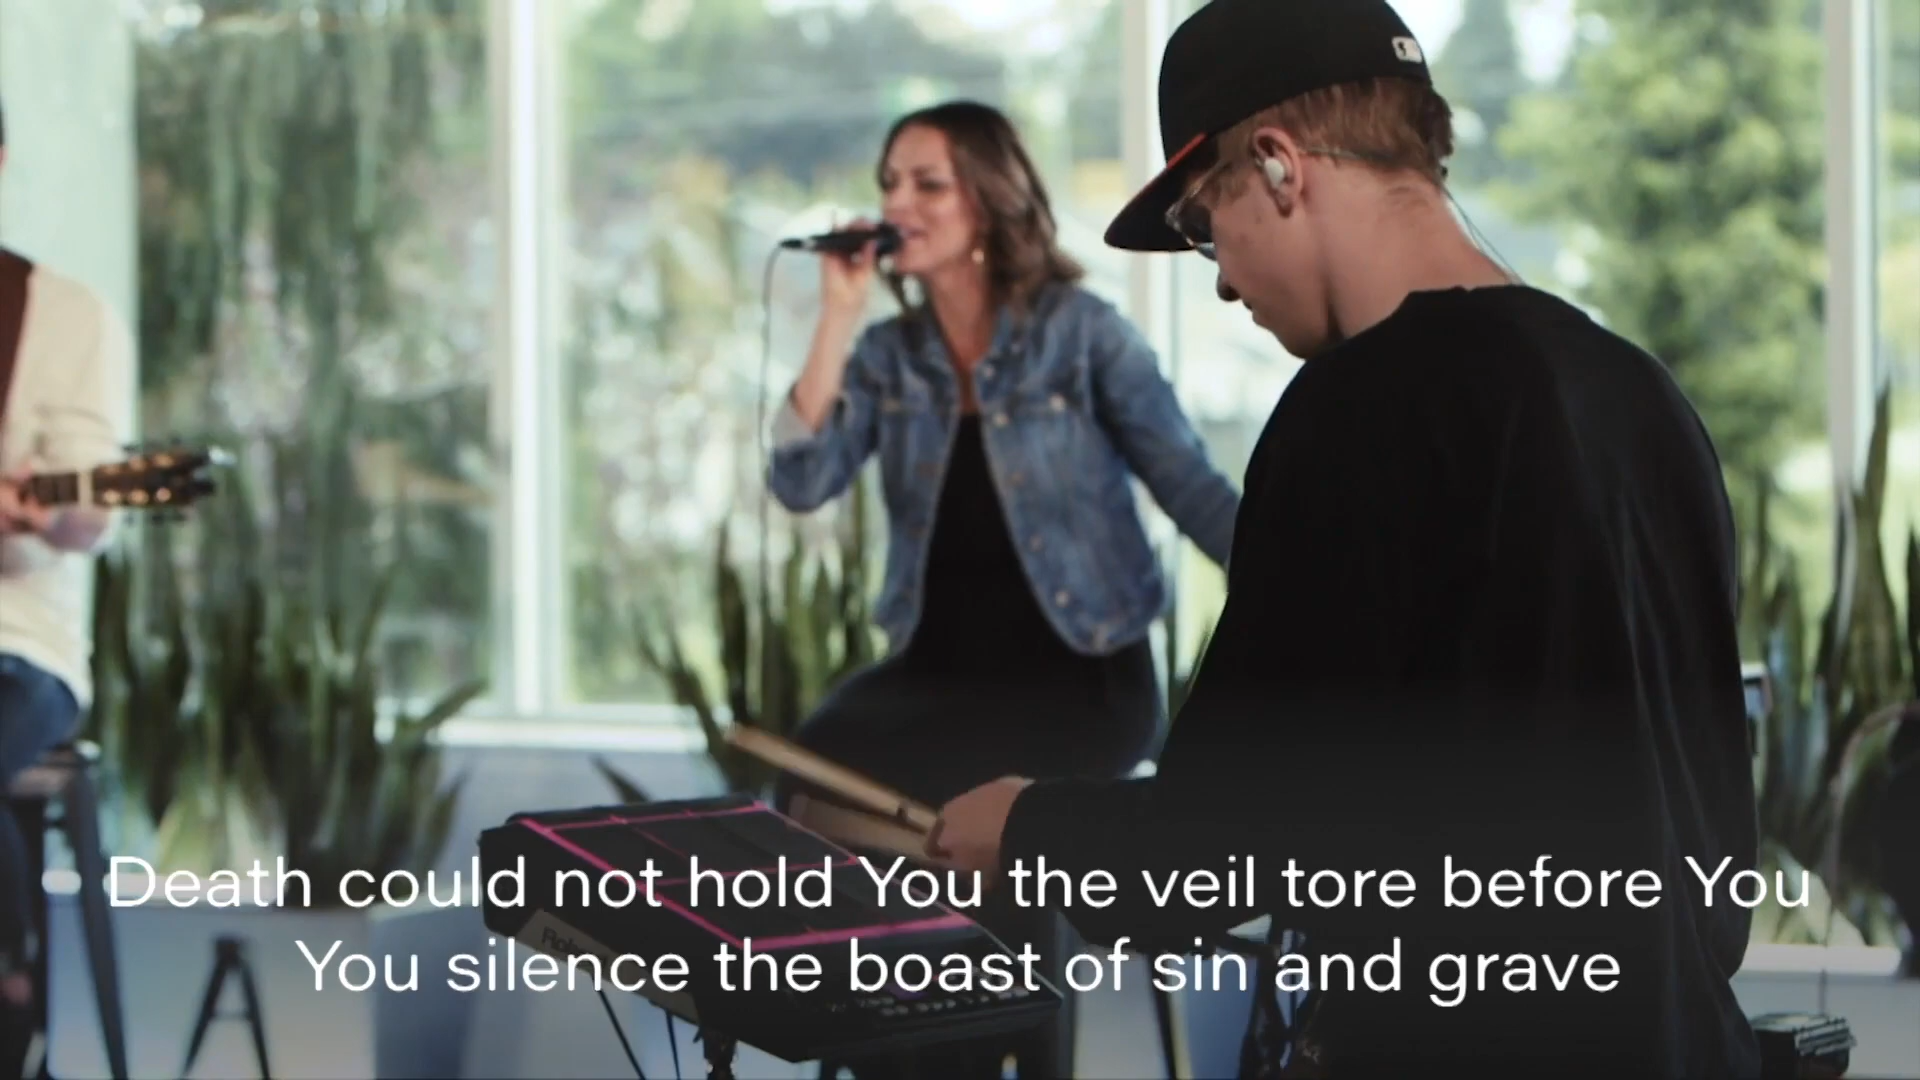 Death could not hold You the veil tore before You
You silence the boast of sin and grave